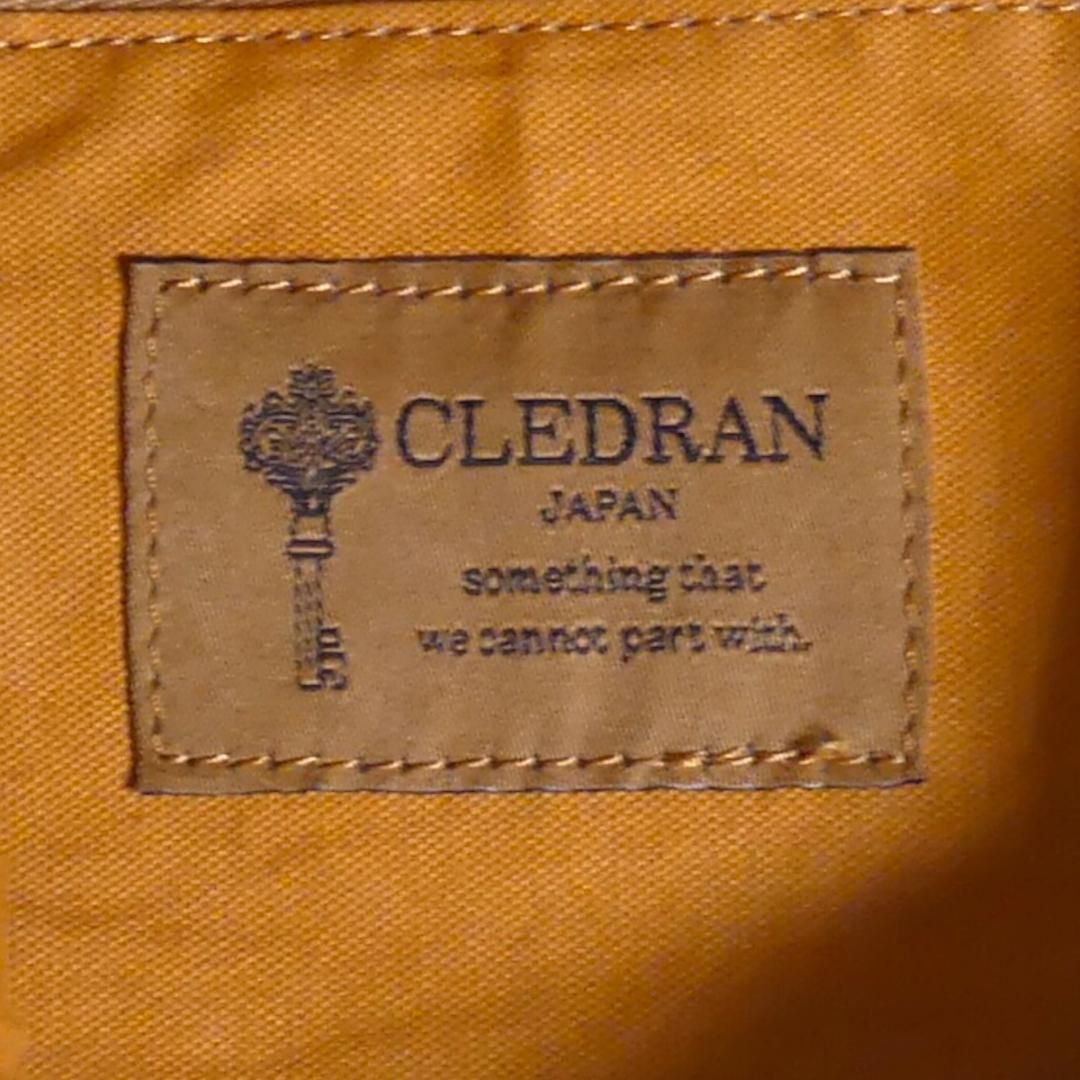 CLEDRAN
JAPAN
something that
we cannot part with.